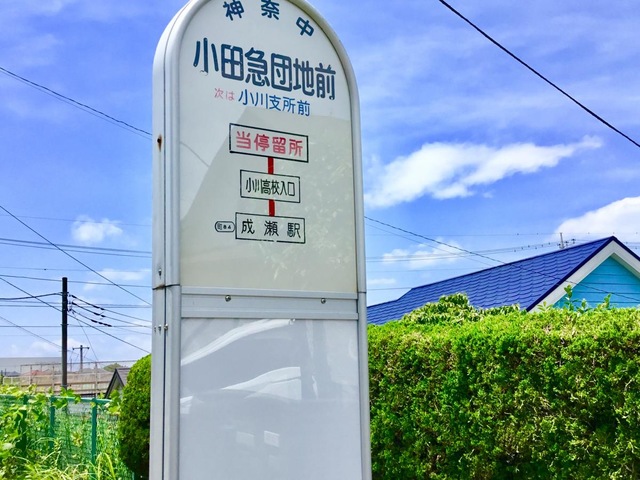 神奈中
小田急団地前
次は 小川支所前
当停留所
小川高校入口
成瀬駅